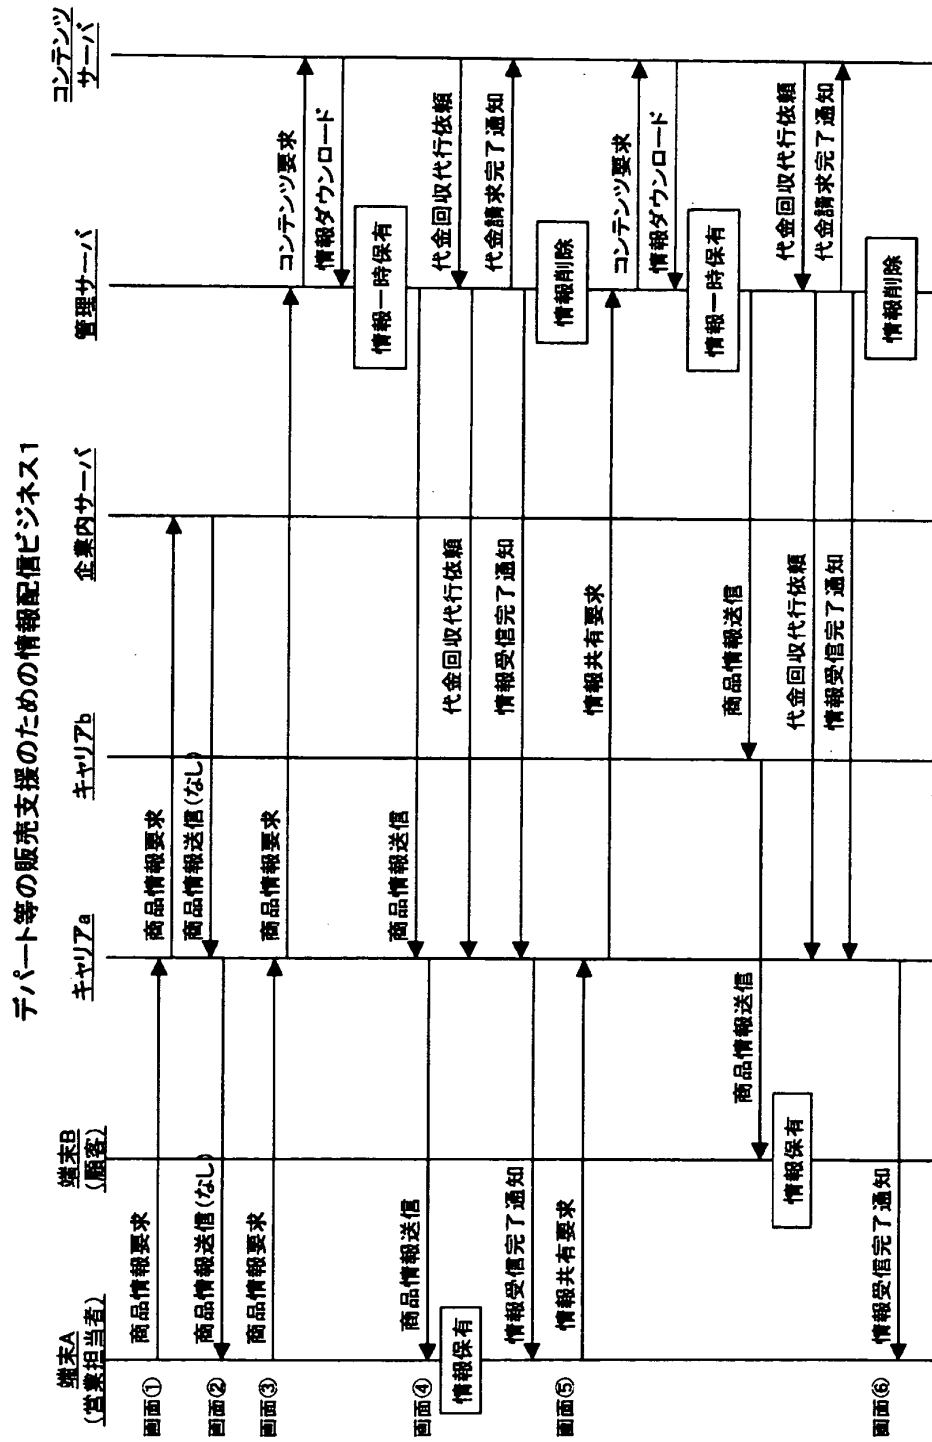 デパート等の販売支援のための情報配信ビジネス1
端末A
(営業担当者)
端末B
(顧客)
キャリアa
キャリアb
企業内サーバ
管理サーバ
コンテンツ
サーバ
画面①
商品情報要求
商品情報要求
画面②
商品情報送信(なし)
商品情報送信(なし)
画面③
商品情報要求
商品情報要求
コンテンツ要求
情報ダウンロード
情報一時保有
画面④
商品情報送信
商品情報送信
情報保有
代金回収代行依頼
代金回収代行依頼
情報受信完了通知
情報受信完了通知
代金請求完了通知
情報削除
画面⑤
情報共有要求
情報共有要求
コンテンツ要求
情報ダウンロード
情報一時保有
商品情報送信
商品情報送信
情報保有
代金回収代行依頼
代金回収代行依頼
情報受信完了通知
代金請求完了通知
情報削除
画面⑥
情報受信完了通知